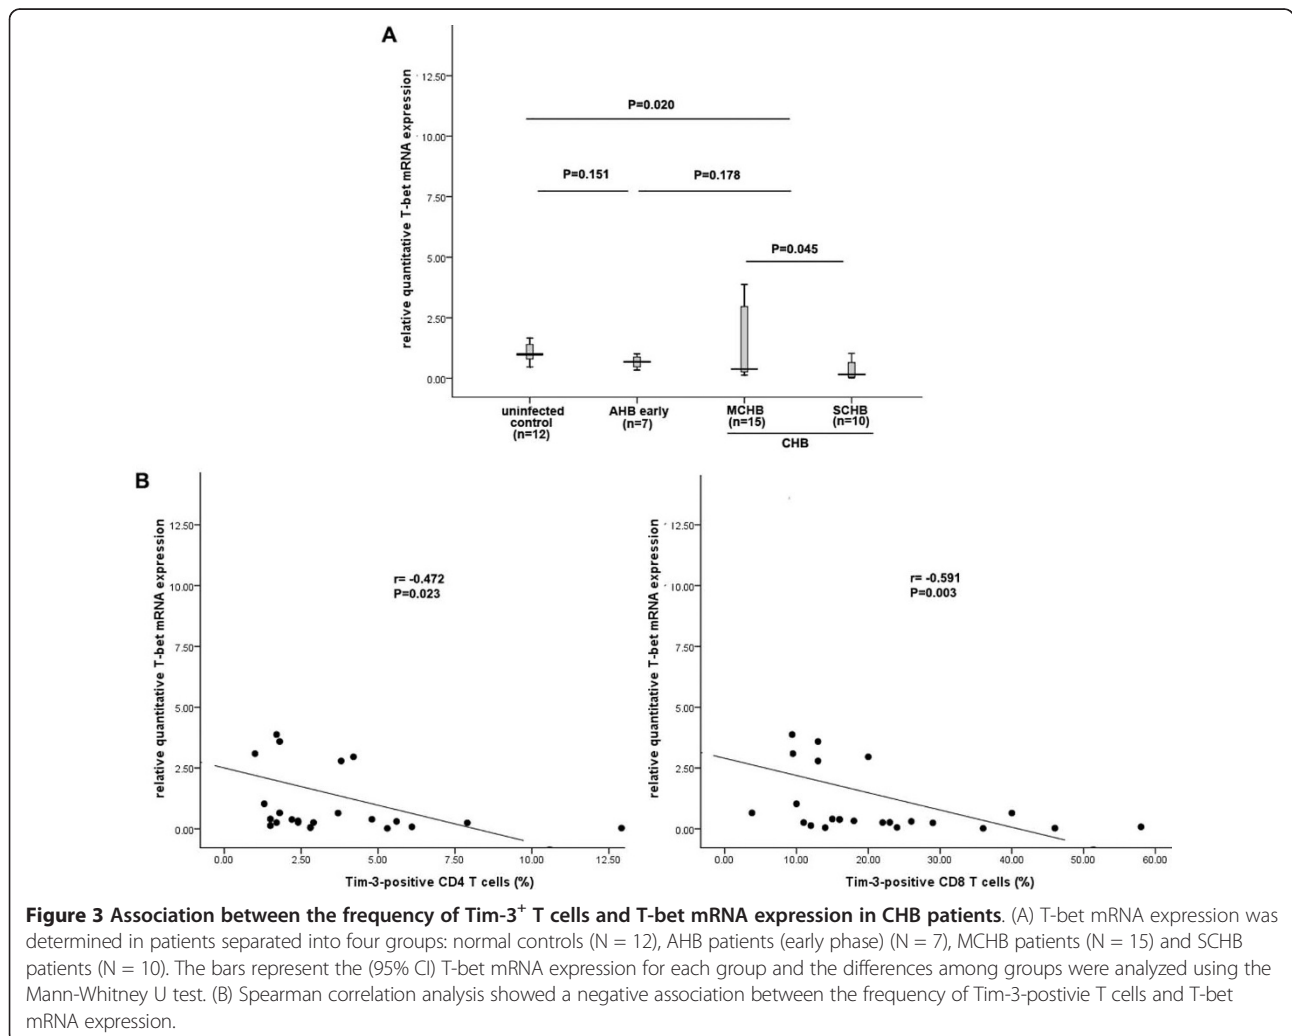 A
relative quantitative T-bet mRNA expression
12.50
10.00
7.50
5.00
2.50
0.00
P=0.020
P=0.151
P=0.178
P=0.045
uninfected
control
(n=12)
AHB early
(n=7)
MCHB
(n=15)
SCHB
(n=10)
CHB
B
relative quantitative T-bet mRNA expression
12.50
10.00
7.50
5.00
2.50
0.00
r= -0.472
P=0.023
0.00 2.50 5.00 7.50 10.00 12.50
Tim-3-positive CD4 T cells (%)
relative quantitative T-bet mRNA expression
12.50
10.00
7.50
5.00
2.50
0.00
r= -0.591
P=0.003
0.00 10.00 20.00 30.00 40.00 50.00 60.00
Tim-3-positive CD8 T cells (%)
Figure 3 Association between the frequency of Tim-3+ T cells and T-bet mRNA expression in CHB patients. (A) T-bet mRNA expression was
determined in patients separated into four groups: normal controls (N = 12), AHB patients (early phase) (N = 7), MCHB patients (N = 15) and SCHB
patients (N = 10). The bars represent the (95% CI) T-bet mRNA expression for each group and the differences among groups were analyzed using the
Mann-Whitney U test. (B) Spearman correlation analysis showed a negative association between the frequency of Tim-3-postivie T cells and T-bet
mRNA expression.